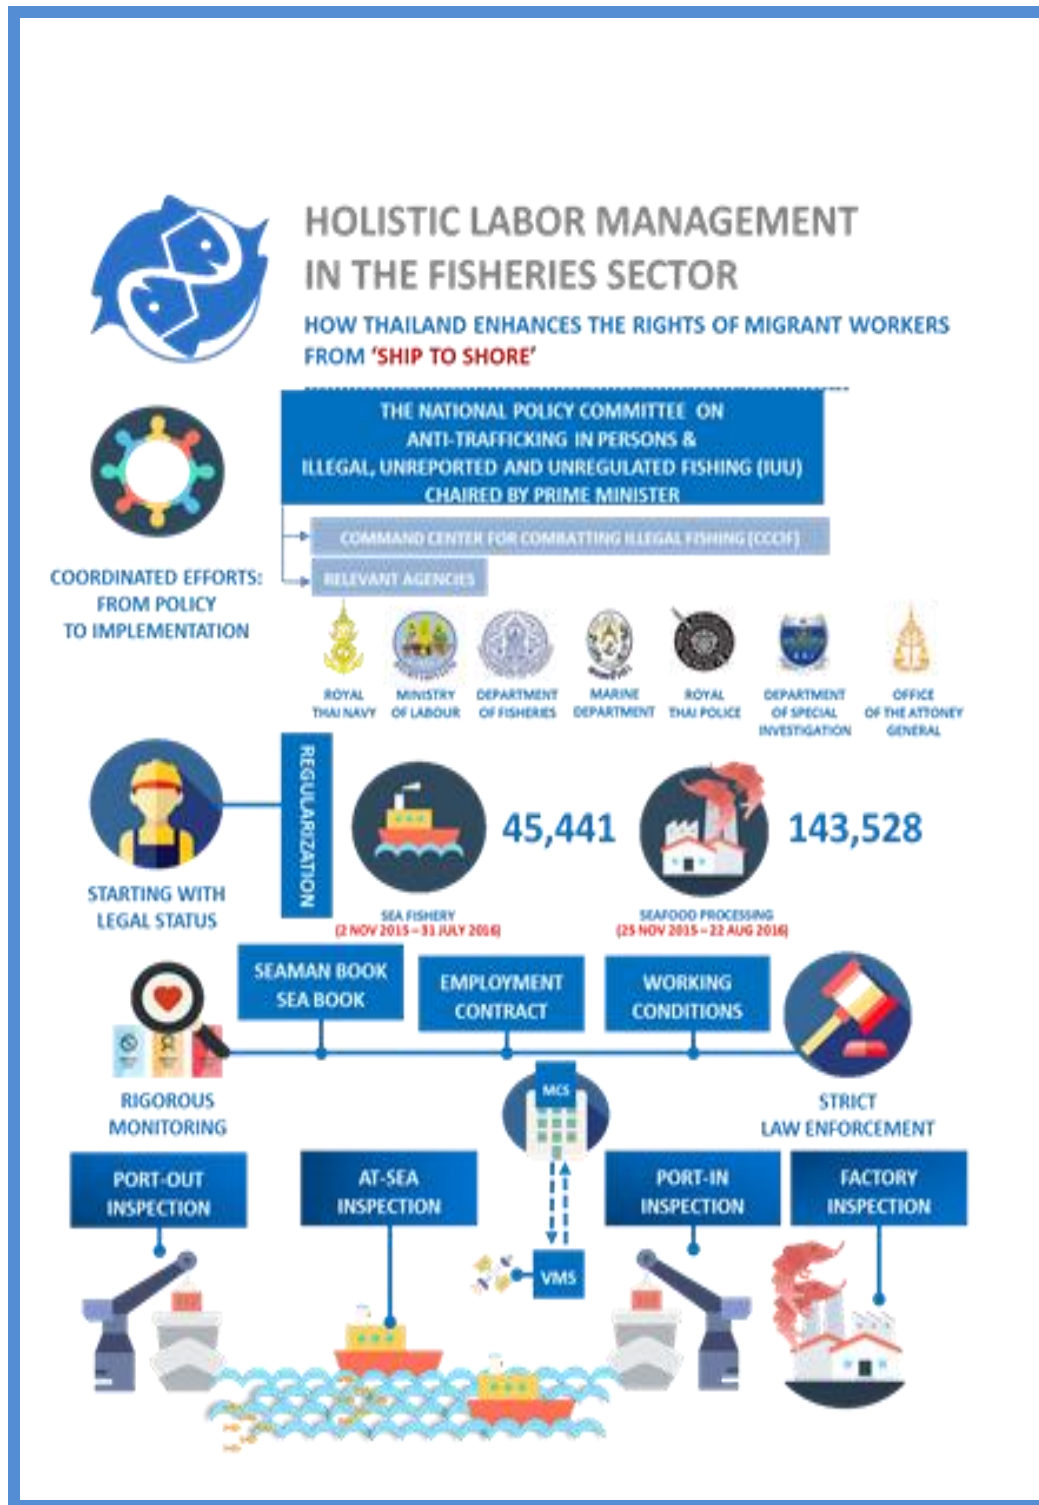 HOLISTIC LABOR MANAGEMENT
IN THE FISHERIES SECTOR
HOW THAILAND ENHANCES THE RIGHTS OF MIGRANT WORKERS
FROM ‘SHIP TO SHORE’
THE NATIONAL POLICY COMMITTEE ON
ANTI-TRAFFICKING IN PERSONS &
ILLEGAL, UNREPORTED AND UNREGULATED FISHING (IUU)
CHAIRED BY PRIME MINISTER
COMMAND CENTER FOR COMBATTING ILLEGAL FISHING (CCCIF)
RELEVANT AGENCIES
COORDINATED EFFORTS:
FROM POLICY
TO IMPLEMENTATION
ROYAL
THAI NAVY
MINISTRY
OF LABOUR
DEPARTMENT
OF FISHERIES
MARINE
DEPARTMENT
ROYAL
THAI POLICE
DEPARTMENT
OF SPECIAL
INVESTIGATION
OFFICE
OF THE ATTONEY
GENERAL
STARTING WITH
LEGAL STATUS
REGULARIZATION
45,441
SEA FISHERY
(2 NOV 2015 – 31 JULY 2016)
143,528
SEAFOOD PROCESSING
(25 NOV 2015 – 22 AUG 2016)
SEAMAN BOOK
SEA BOOK
EMPLOYMENT
CONTRACT
WORKING
CONDITIONS
RIGOROUS
MONITORING
MCS
STRICT
LAW ENFORCEMENT
PORT-OUT
INSPECTION
AT-SEA
INSPECTION
PORT-IN
INSPECTION
FACTORY
INSPECTION
VMS